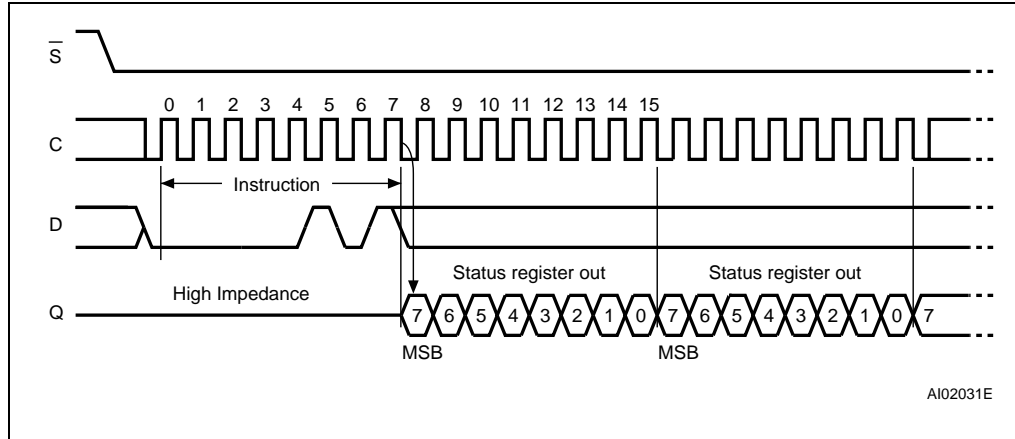 S
0 1 2 3 4 5 6 7 8 9 10 11 12 13 14 15
C
Instruction
D
Status register out Status register out
High Impedance
Q
7 6 5 4 3 2 1 0 7 6 5 4 3 2 1 0 7
MSB MSB
AI02031E